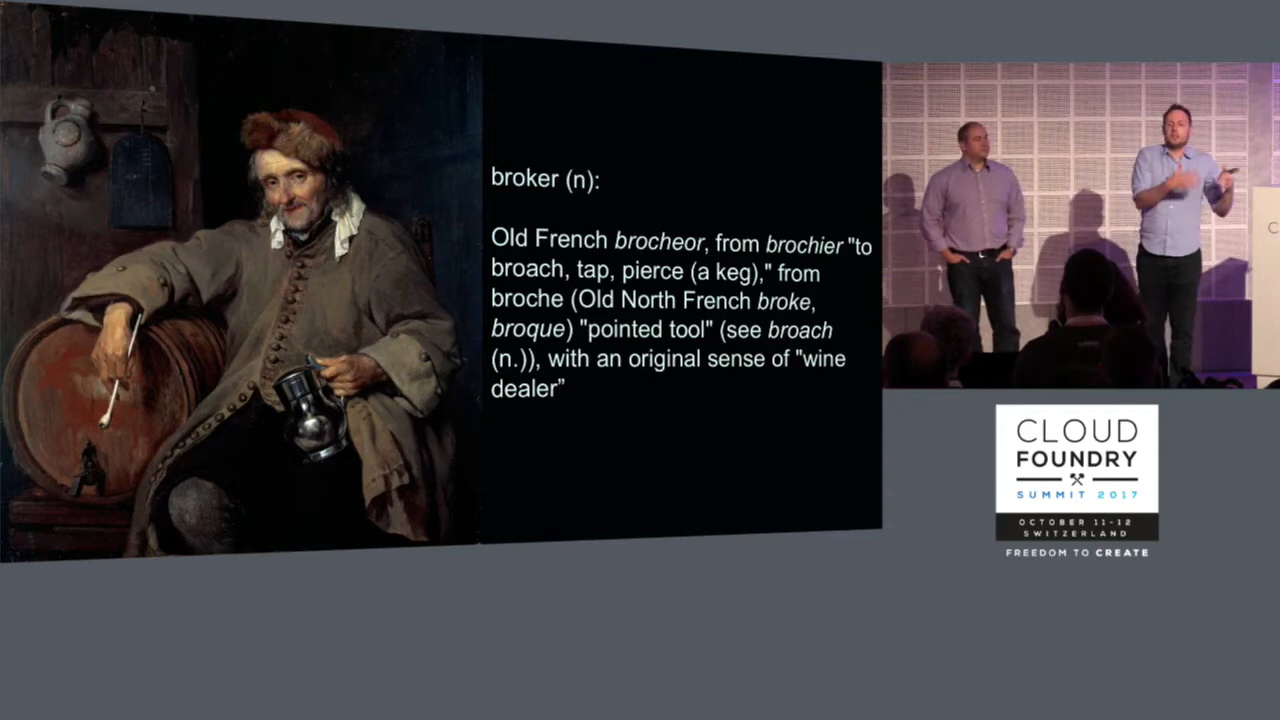 broker (n):
Old French brocheor, from brochier "to
broach, tap, pierce (a keg)," from
broche (Old North French broke,
broque) "pointed tool" (see broach
(n.)), with an original sense of "wine
dealer”
CLOUD
FOUNDRY
SUMMIT 2017
OCTOBER 11-12
SWITZERLAND
FREEDOM TO CREATE